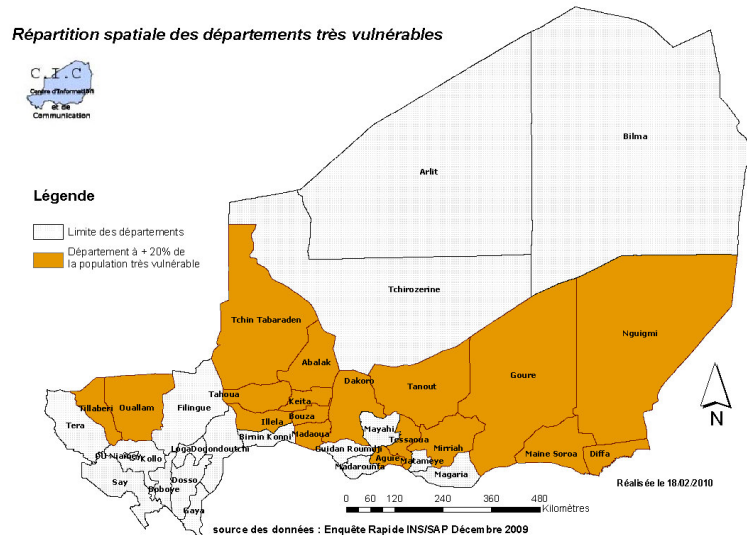 Répartition spatiale des départements très vulnérables
C.I.C
Centre d'Information
et de
Communication
Légende
Limite des départements
Département à + 20% de
la population très vulnérable
Bilma
Arlit
Tchirozerine
Tchin Tabaraden
Nguigmi
Abalak
Goure
Dakoro
Tanout
Tahoua
Keita
Tillaberi
Ouallam
Filingue
Bouza
Illela
Tera
Mayahi
Madaoua
Birnin Konni
Tessaoua
Mirriah
Guidan Roumdji
Loga
Dogondoutchi
Maine Soroa
Diffa
Kollo
Aguie
Matameye
Madarounfa
Magaria
Say
Dosso
Boboye
Gaya
N
Réalisée le 18/02/2010
0 60 120 240 360 480
Kilomètres
source des données : Enquête Rapide INS/SAP Décembre 2009